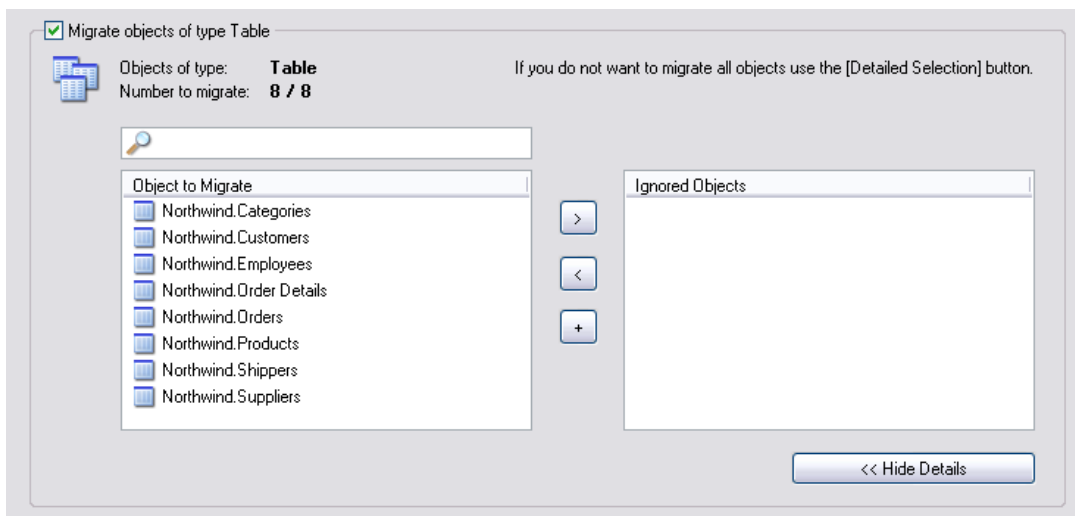 Migrate objects of type Table
Objects of type: Table
If you do not want to migrate all objects use the [Detailed Selection] button.
Number to migrate: 8 / 8
Object to Migrate
Northwind.Categories
Northwind.Customers
Northwind.Employees
Northwind.Order Details
Northwind.Orders
Northwind.Products
Northwind.Shippers
Northwind.Suppliers
>
<
+
Ignored Objects
<< Hide Details